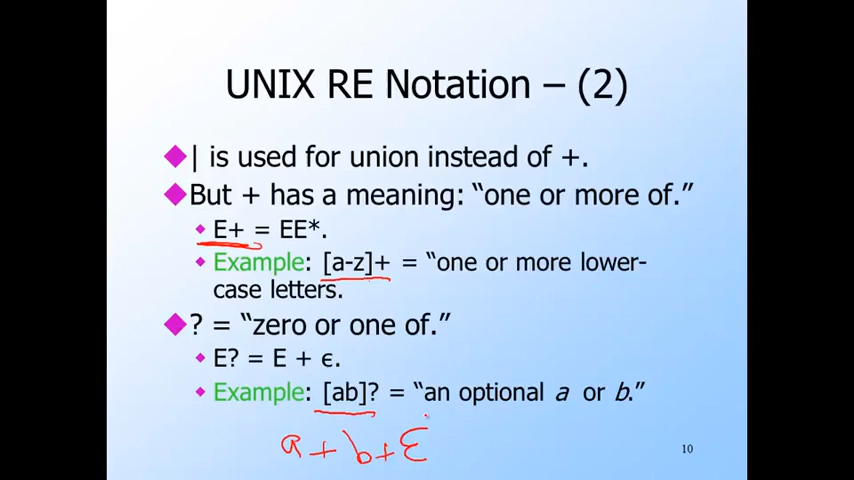 UNIX RE Notation – (2)
| is used for union instead of +.
But + has a meaning: “one or more of.”
E+ = EE*.
Example: [a-z]+ = “one or more lower-
case letters.
? = “zero or one of.”
E? = E + ϵ.
Example: [ab]? = “an optional a or b.”
a + b + ε
10